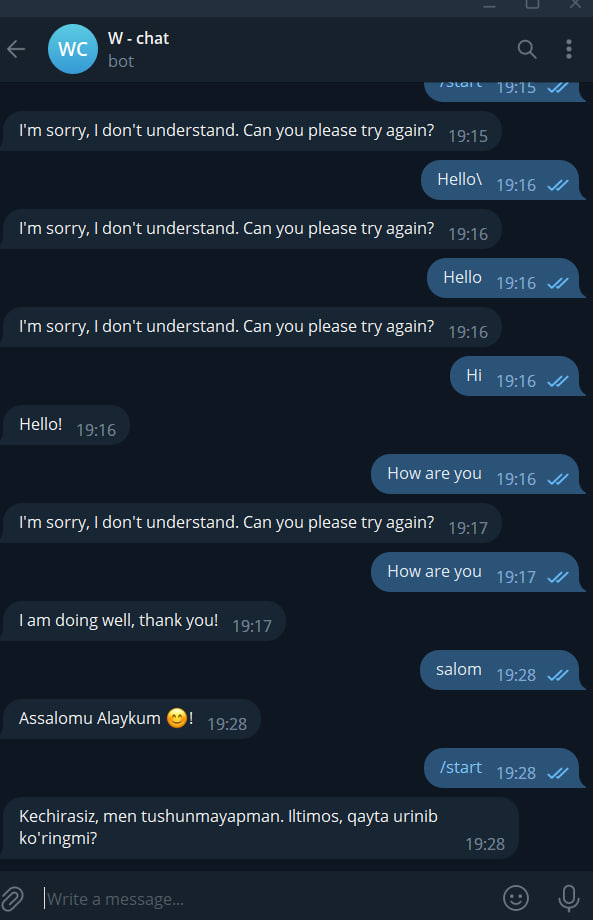 W - chat
WC
bot
/start 19:15
I'm sorry, I don't understand. Can you please try again? 19:15
Hello\ 19:16
I'm sorry, I don't understand. Can you please try again? 19:16
Hello 19:16
I'm sorry, I don't understand. Can you please try again? 19:16
Hi 19:16
Hello! 19:16
How are you 19:16
I'm sorry, I don't understand. Can you please try again? 19:17
How are you 19:17
I am doing well, thank you! 19:17
salom 19:28
Assalomu Alaykum 😊! 19:28
/start 19:28
Kechirasiz, men tushunmayapman. Iltimos, qayta urinib
ko'ringmi? 19:28
Write a message...